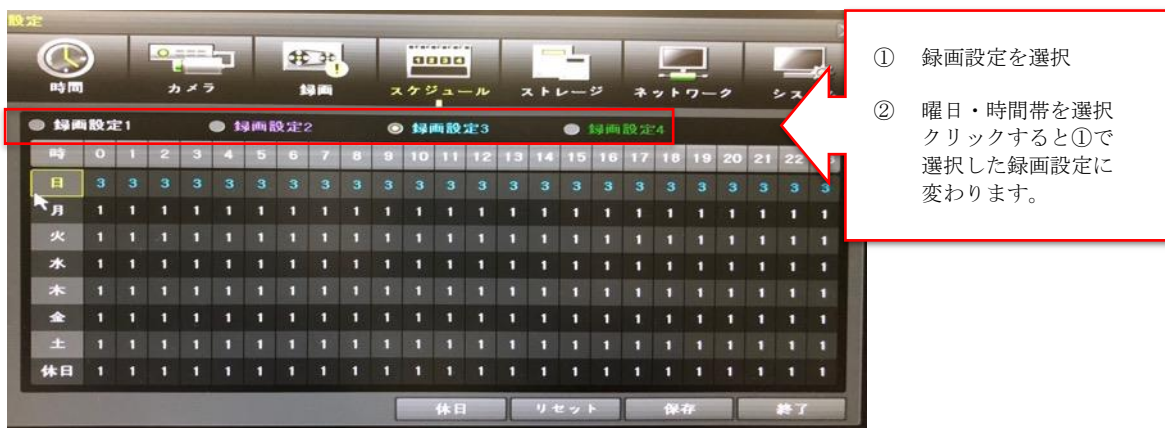 設定
時間 カメラ 録画 スケジュール ストレージ ネットワーク
録画設定1 録画設定2 録画設定3 録画設定4
時 0 1 2 3 4 5 6 7 8 9 10 11 12 13 14 15 16 17 18 19 20 21 22
日 3 3 3 3 3 3 3 3 3 3 3 3 3 3 3 3 3 3 3 3 3 3 3 3
月 1 1 1 1 1 1 1 1 1 1 1 1 1 1 1 1 1 1 1 1 1 1 1 1
火 1 1 1 1 1 1 1 1 1 1 1 1 1 1 1 1 1 1 1 1 1 1 1 1
水 1 1 1 1 1 1 1 1 1 1 1 1 1 1 1 1 1 1 1 1 1 1 1 1
木 1 1 1 1 1 1 1 1 1 1 1 1 1 1 1 1 1 1 1 1 1 1 1 1
金 1 1 1 1 1 1 1 1 1 1 1 1 1 1 1 1 1 1 1 1 1 1 1 1
土 1 1 1 1 1 1 1 1 1 1 1 1 1 1 1 1 1 1 1 1 1 1 1 1
休日 1 1 1 1 1 1 1 1 1 1 1 1 1 1 1 1 1 1 1 1 1 1 1 1
休日 リセット 保存 終了
① 録画設定を選択
② 曜日・時間帯を選択
クリックすると①で
選択した録画設定に
変わります。